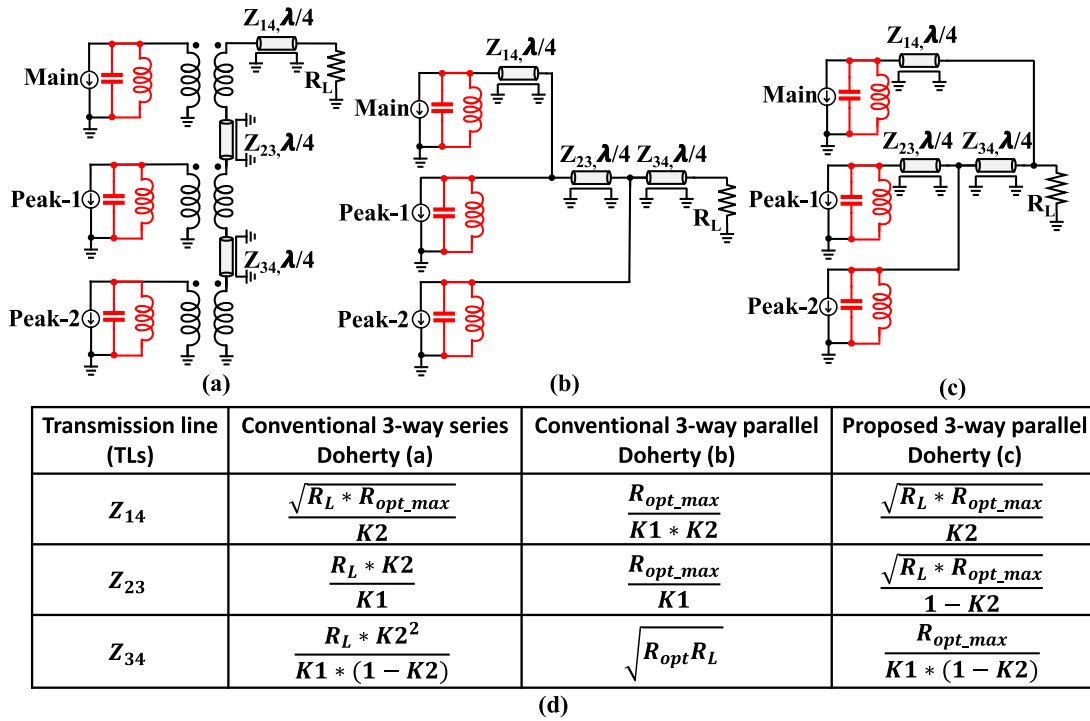 Z14,λ/4
Main
RL
Z23,λ/4
Peak-1
Z34,λ/4
Peak-2
(a)
Z14,λ/4
Main
Z23,λ/4 Z34,λ/4
Peak-1
RL
Peak-2
(b)
Z14,λ/4
Main
Z23,λ/4 Z34,λ/4
Peak-1
RL
Peak-2
(c)
Transmission line (TLs) | Conventional 3-way series Doherty (a) | Conventional 3-way parallel Doherty (b) | Proposed 3-way parallel Doherty (c)
Z14 | √(RL * Ropt_max) / K2 | Ropt_max / (K1 * K2) | √(RL * Ropt_max) / K2
Z23 | RL * K2 / K1 | Ropt_max / K1 | √(RL * Ropt_max) / (1 − K2)
Z34 | RL * K2² / (K1 * (1 − K2)) | √(RoptRL) | Ropt_max / (K1 * (1 − K2))
(d)